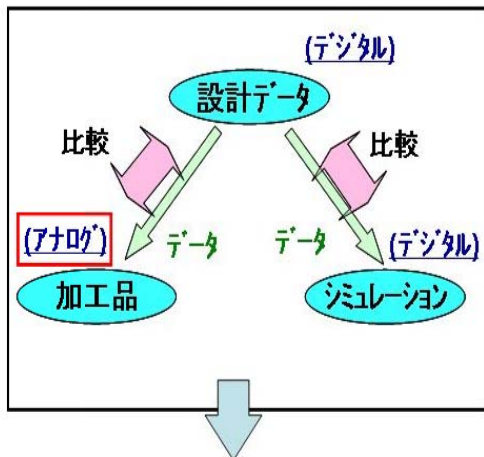 (デジタル)
設計データ
比較
比較
(アナログ)
データ
データ
(デジタル)
加工品
シミュレーション